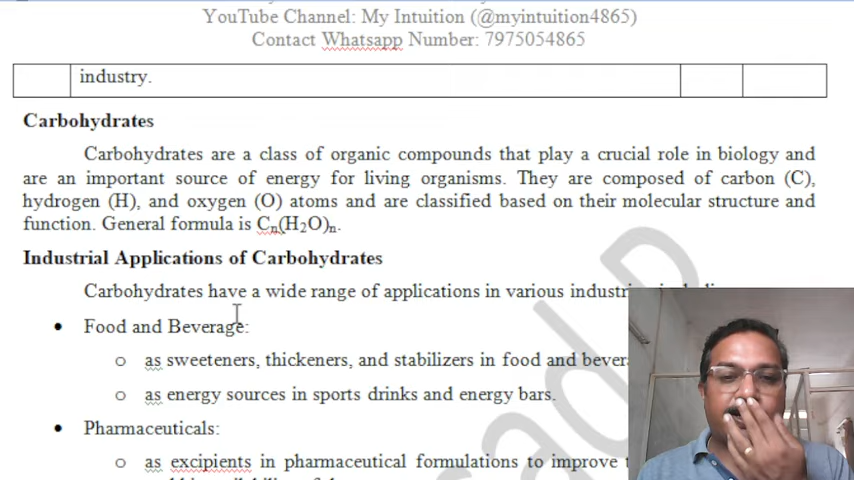 YouTube Channel: My Intuition (@myintuition4865)
Contact Whatsapp Number: 7975054865
industry.
Carbohydrates
Carbohydrates are a class of organic compounds that play a crucial role in biology and
are an important source of energy for living organisms. They are composed of carbon (C),
hydrogen (H), and oxygen (O) atoms and are classified based on their molecular structure and
function. General formula is Cₙ(H₂O)ₙ.
Industrial Applications of Carbohydrates
Carbohydrates have a wide range of applications in various
• Food and Beverage:
o as sweeteners, thickeners, and stabilizers in food and
o as energy sources in sports drinks and energy bars.
• Pharmaceuticals:
o as excipients in pharmaceutical formulations to improve